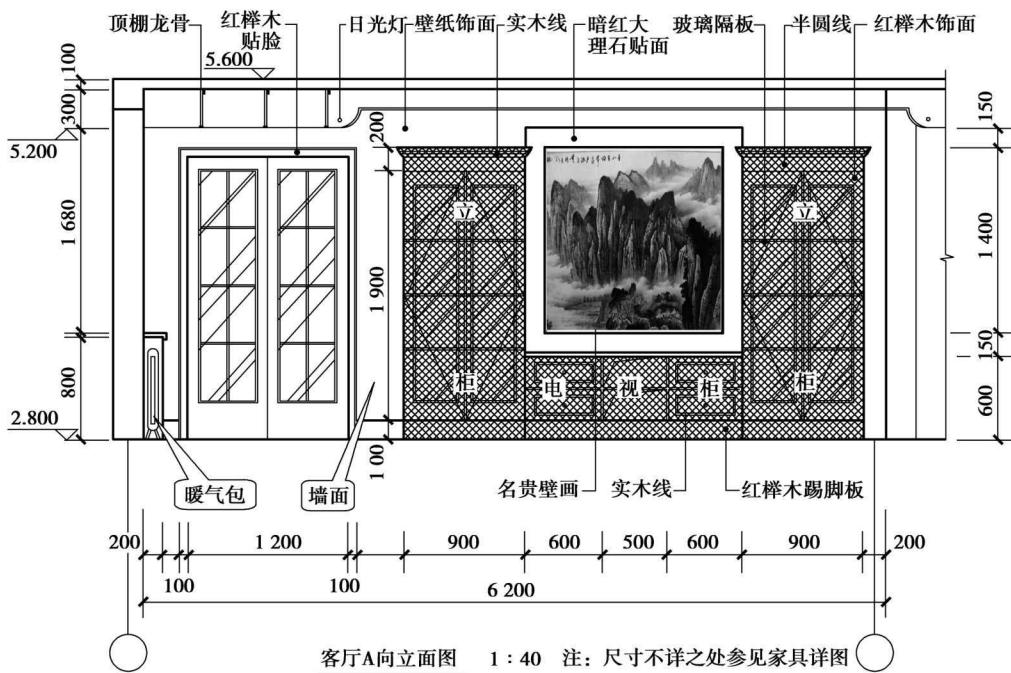 顶棚龙骨
红榉木
贴脸
日光灯
壁纸饰面
实木线
暗红大
理石贴面
玻璃隔板
半圆线
红榉木饰面
5.600
100
300
5.200
1 680
800
2.800
200
1 900
100
150
1 400
150
600
立
柜
电
视
柜
立
柜
暖气包
墙面
名贵壁画
实木线
红榉木踢脚板
200
1 200
900
600
500
600
900
200
100
100
6 200
客厅A向立面图 1：40 注：尺寸不详之处参见家具详图